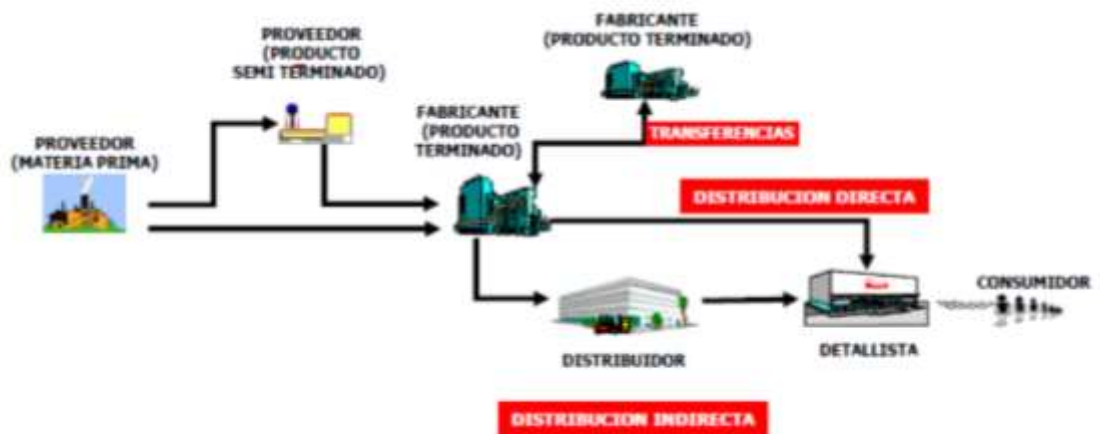 PROVEEDOR
(PRODUCTO
SEMI TERMINADO)
FABRICANTE
(PRODUCTO TERMINADO)
FABRICANTE
(PRODUCTO
TERMINADO)
TRANSFERENCIAS
PROVEEDOR
(MATERIA PRIMA)
DISTRIBUCION DIRECTA
CONSUMIDOR
DISTRIBUIDOR
DETALLISTA
DISTRIBUCION INDIRECTA